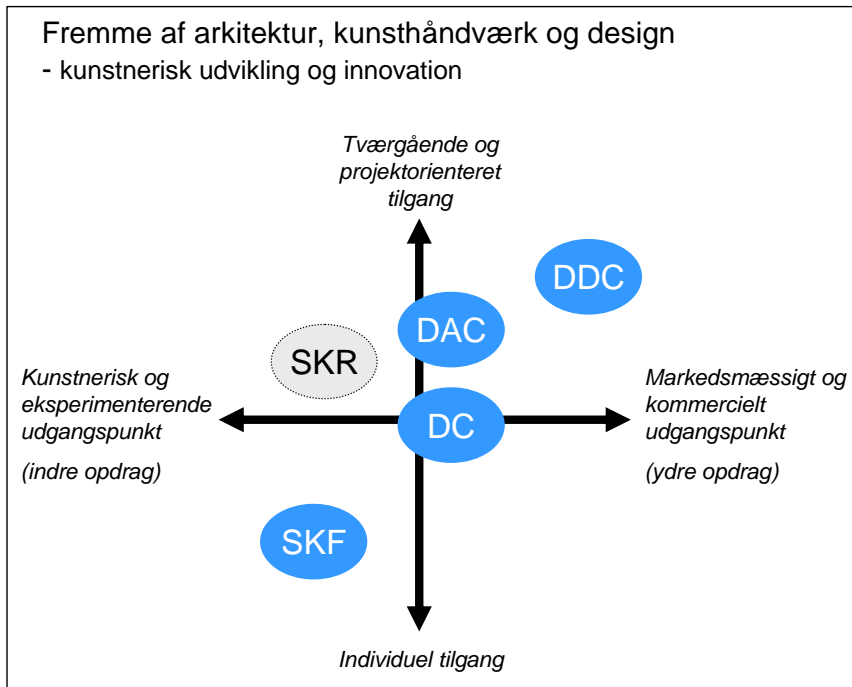 Fremme af arkitektur, kunsthåndværk og design
- kunstnerisk udvikling og innovation
Tværgående og
projektorienteret
tilgang
DDC
DAC
SKR
Kunstnerisk og
eksperimenterende
udgangspunkt
(indre opdrag)
DC
Markedsmæssigt og
kommercielt
udgangspunkt
(ydre opdrag)
SKF
Individuel tilgang